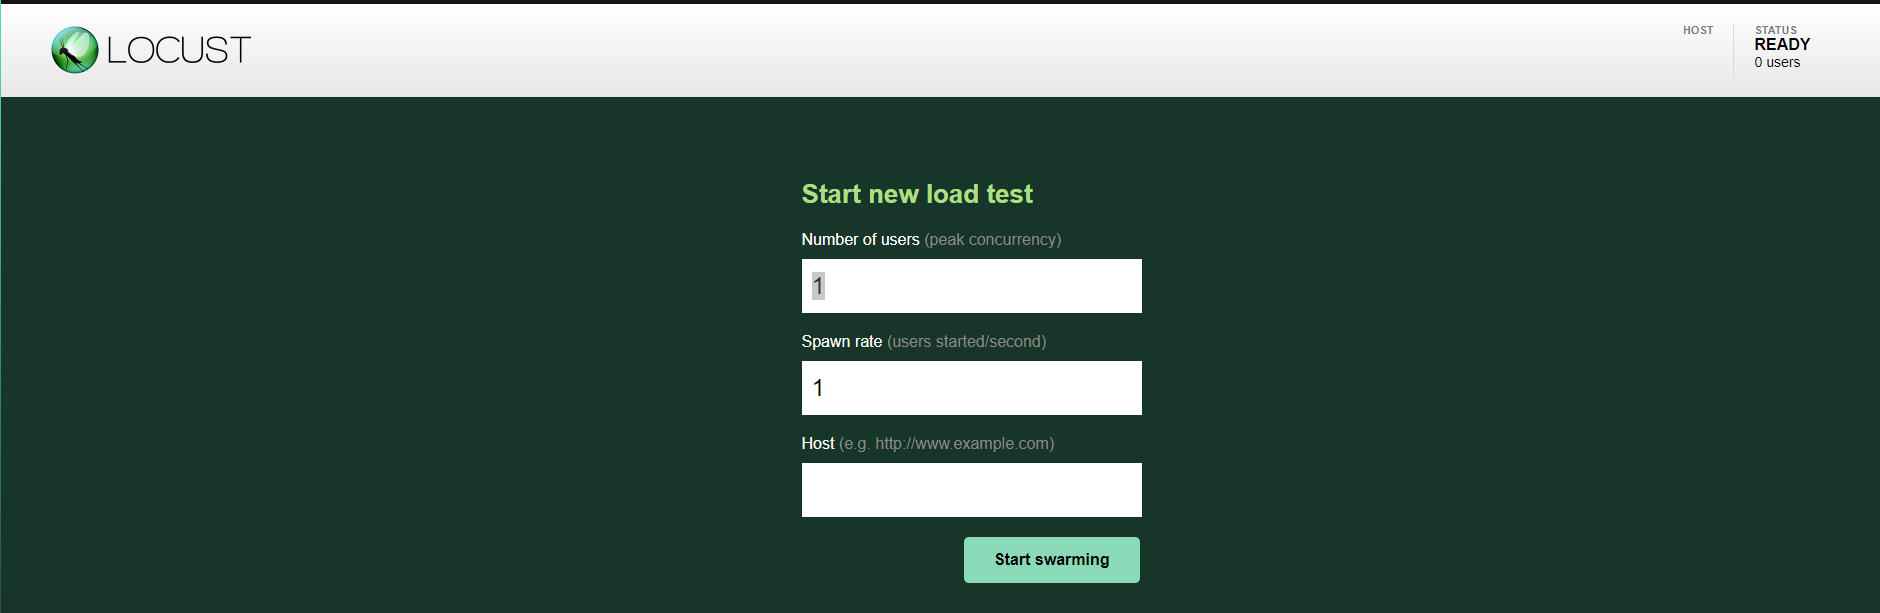 LOCUST
HOST
STATUS
READY
0 users
Start new load test
Number of users (peak concurrency)
1
Spawn rate (users started/second)
1
Host (e.g. http://www.example.com)
Start swarming